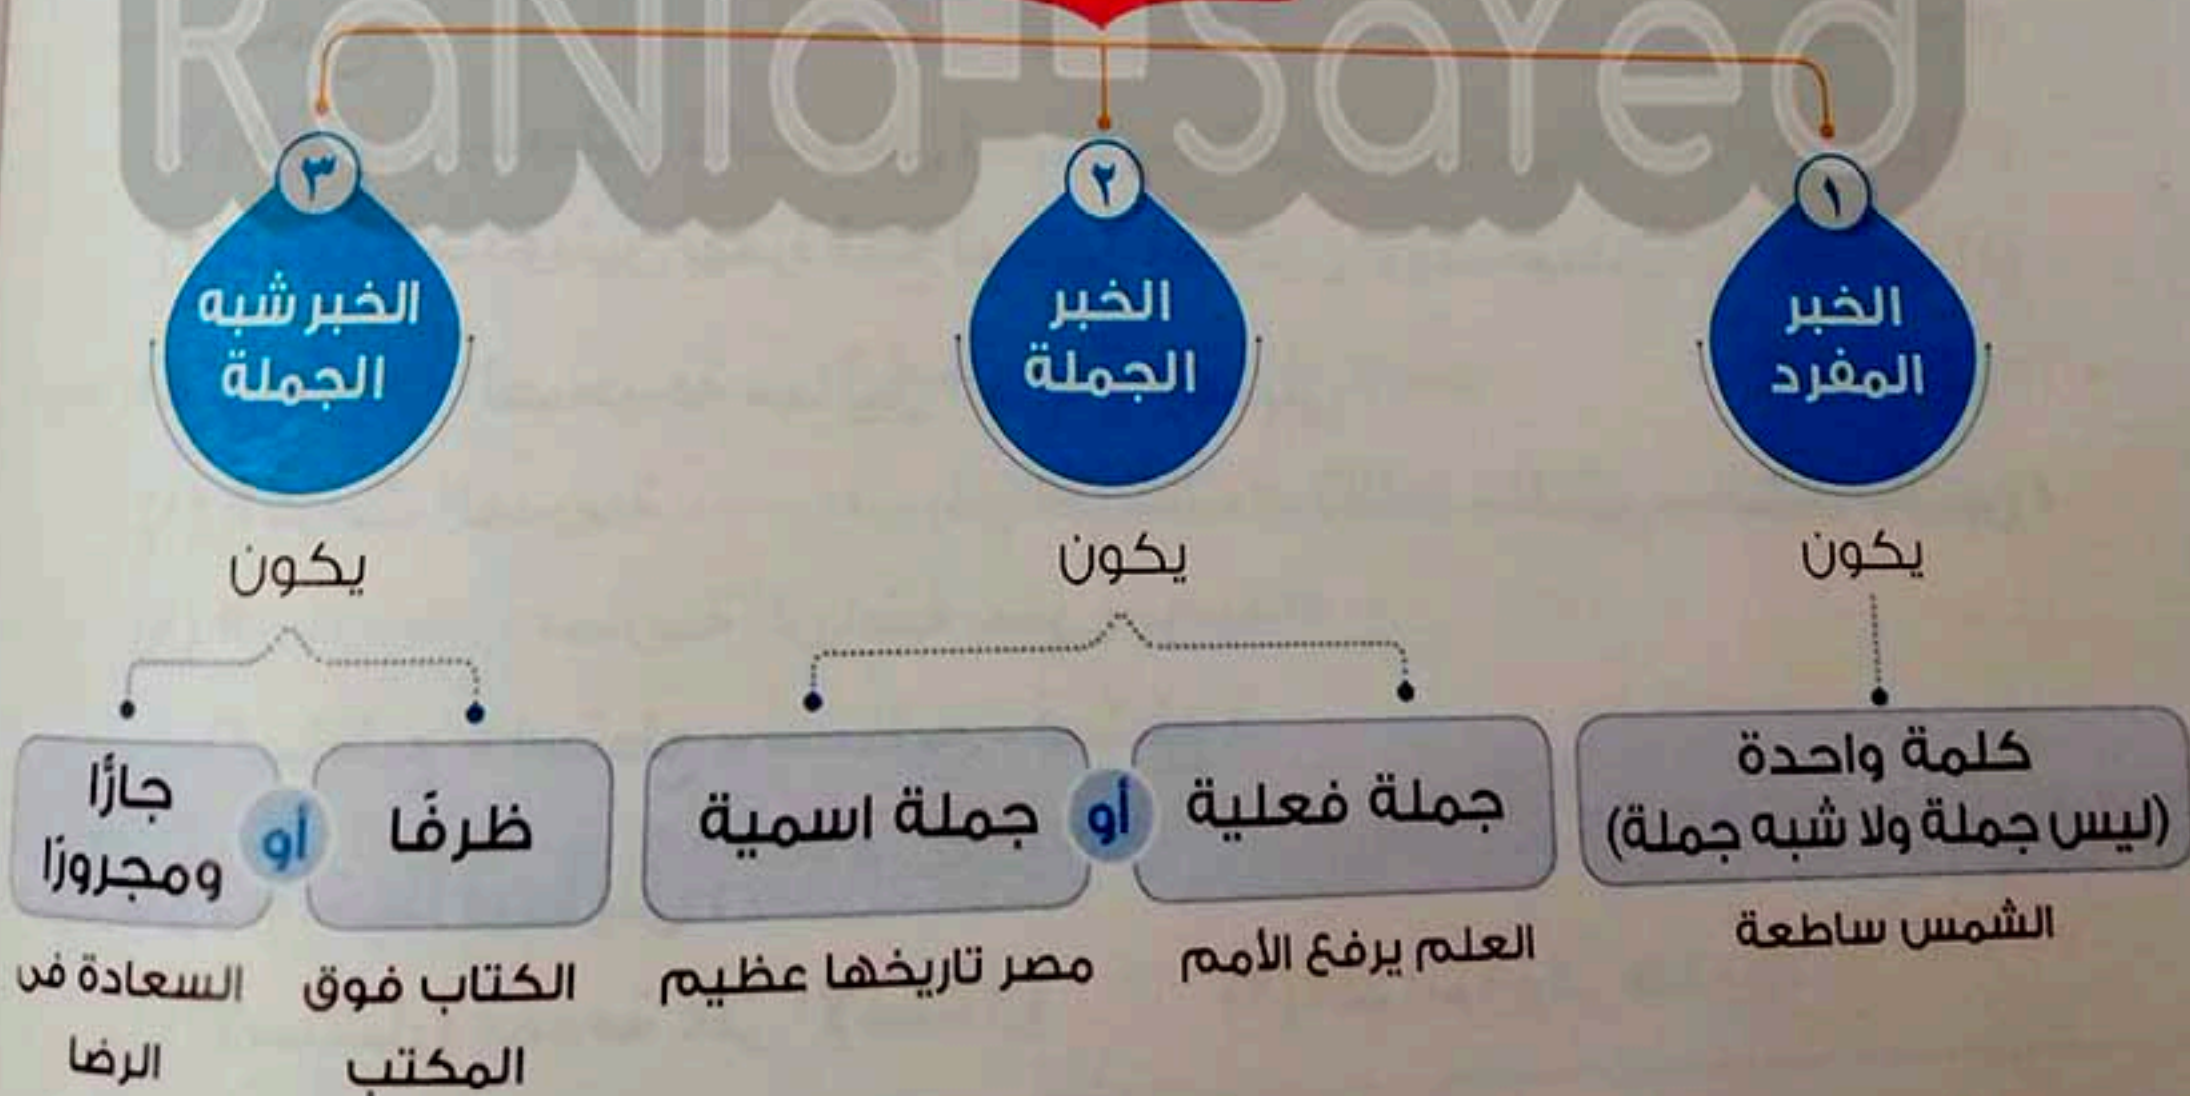 RaNia-Sayed
١
الخبر
المفرد
يكون
كلمة واحدة
(ليس جملة ولا شبه جملة)
الشمس ساطعة
٢
الخبر
الجملة
يكون
جملة فعلية
أو
جملة اسمية
العلم يرفع الأمم
مصر تاريخها عظيم
٣
الخبر شبه
الجملة
يكون
ظرفًا
أو
جارًّا
ومجرورًا
الكتاب فوق
المكتب
السعادة فى
الرضا